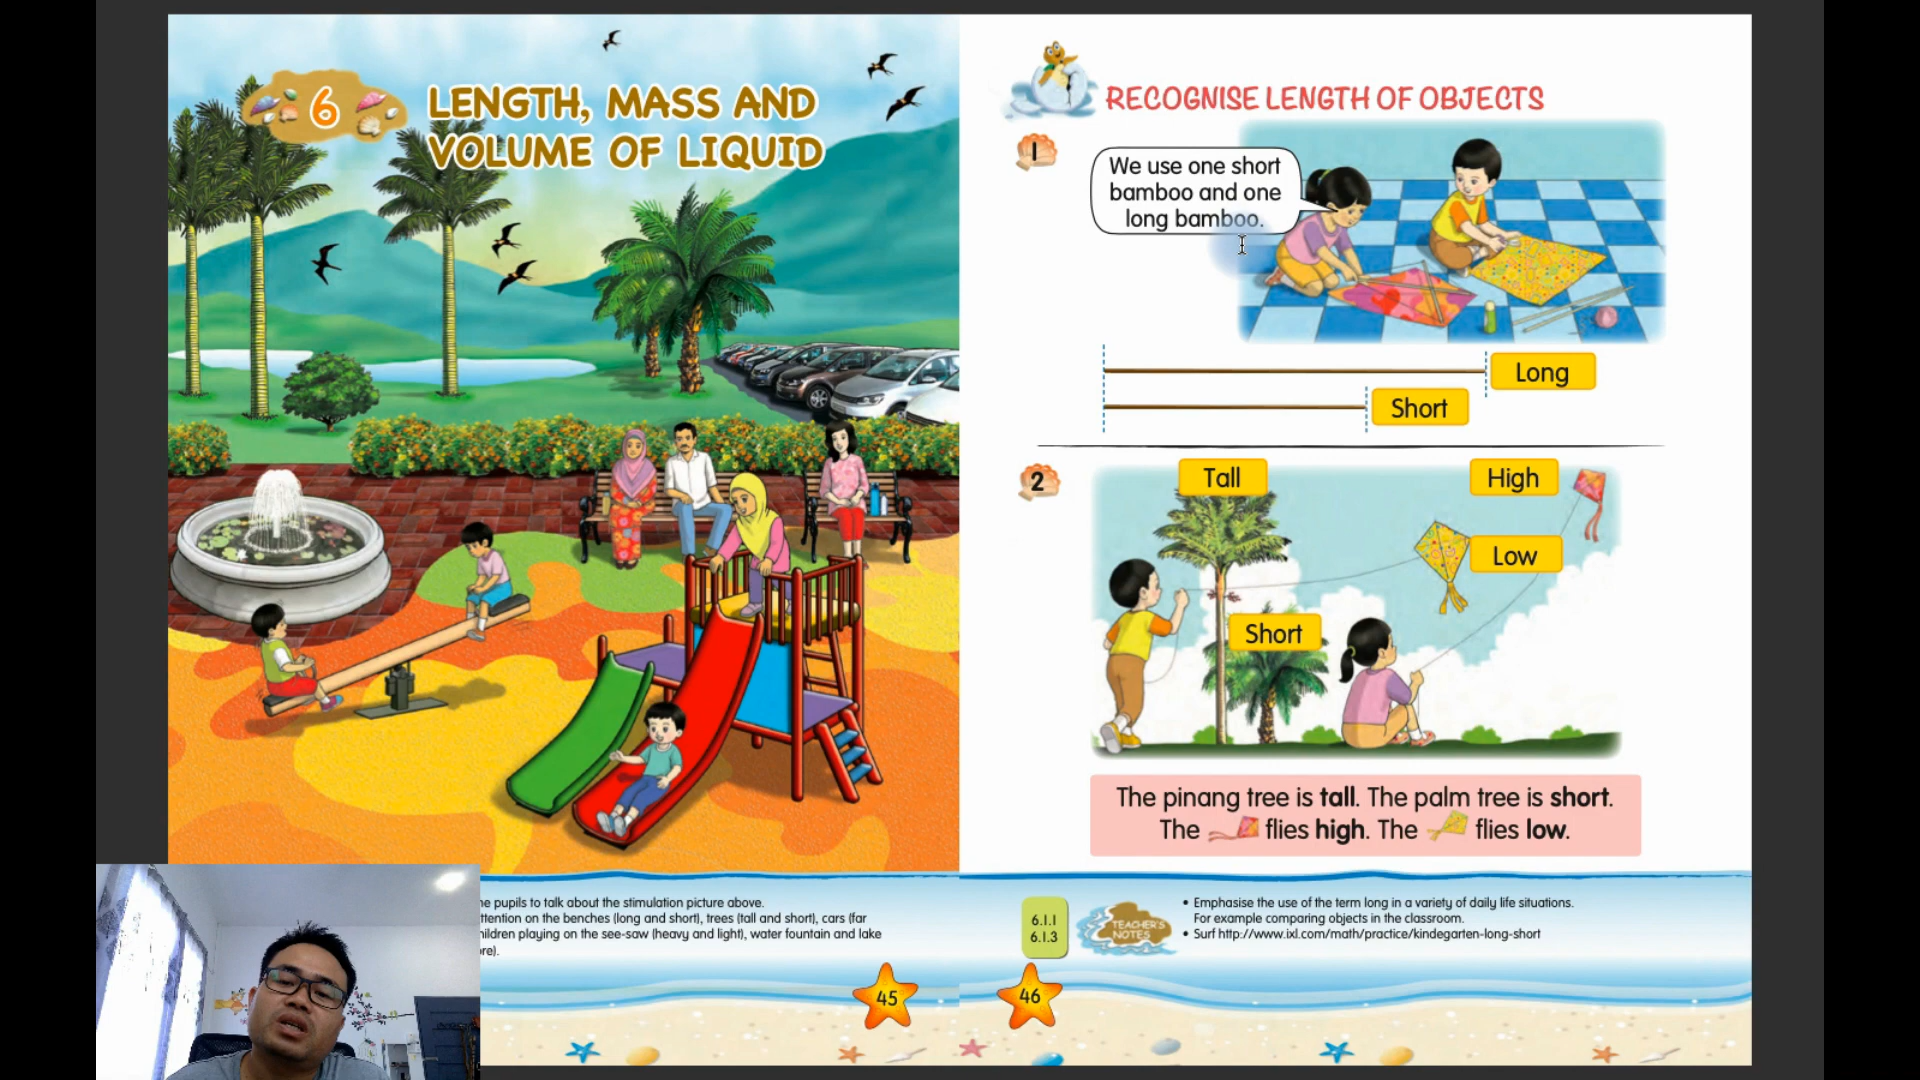 6
LENGTH, MASS AND
VOLUME OF LIQUID
ne pupils to talk about the stimulation picture above.
ttention on the benches (long and short), trees (tall and short), cars (far
hildren playing on the see-saw (heavy and light), water fountain and lake
ore).
45
RECOGNISE LENGTH OF OBJECTS
1
We use one short
bamboo and one
long bamboo.
Long
Short
2
Tall
High
Low
Short
The pinang tree is tall. The palm tree is short.
The flies high. The flies low.
6.1.1
6.1.3
TEACHER'S
NOTES
• Emphasise the use of the term long in a variety of daily life situations.
For example comparing objects in the classroom.
• Surf http://www.ixl.com/math/practice/kindegarten-long-short
46